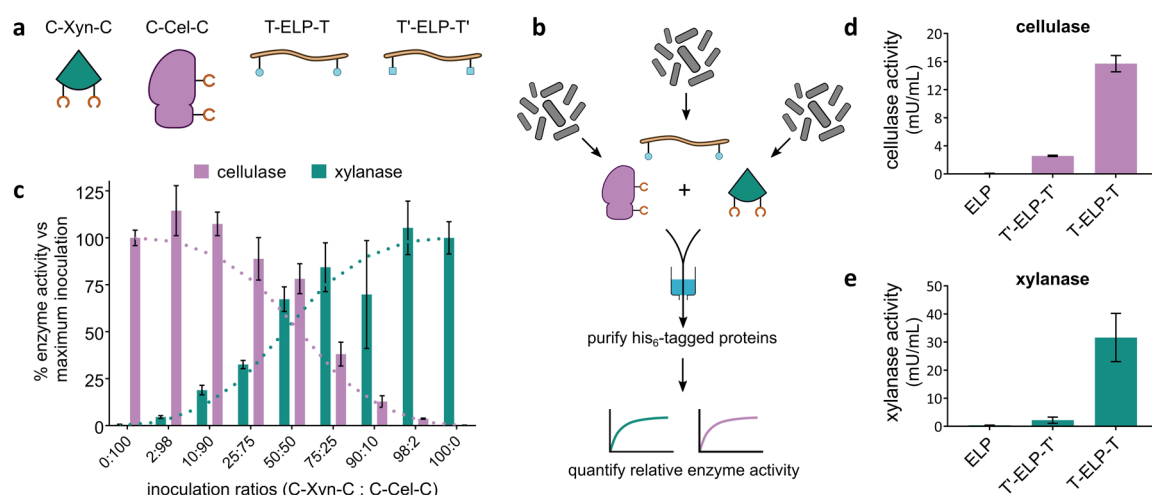 a
C-Xyn-C
C-Cel-C
T-ELP-T
T'-ELP-T'
b
+
purify his₆-tagged proteins
quantify relative enzyme activity
c
cellulase
xylanase
% enzyme activity vs
maximum inoculation
125
100
75
50
25
0
0:100
2:98
10:90
25:75
50:50
75:25
90:10
98:2
100:0
inoculation ratios (C-Xyn-C : C-Cel-C)
d
cellulase
cellulase activity
(mU/mL)
20
16
12
8
4
0
ELP
T'-ELP-T'
T-ELP-T
e
xylanase
xylanase activity
(mU/mL)
50
40
30
20
10
0
ELP
T'-ELP-T'
T-ELP-T